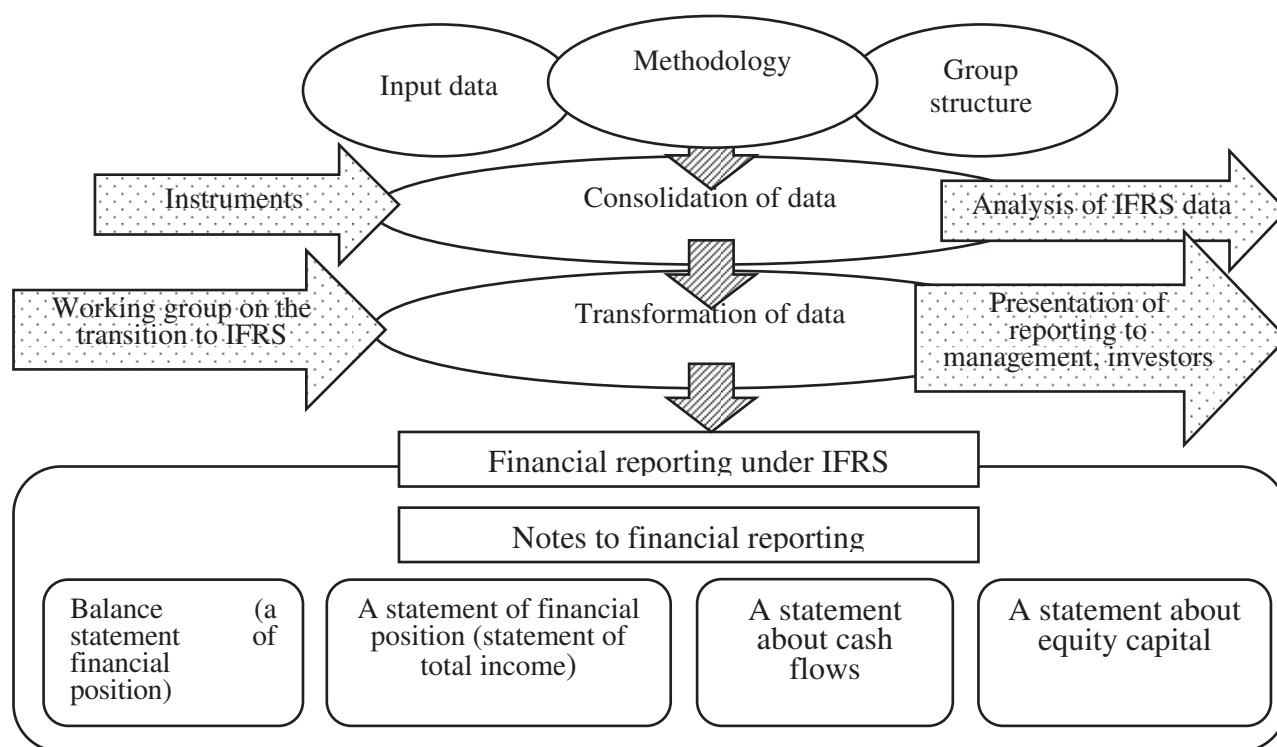 Input data
Methodology
Group
structure
Instruments
Consolidation of data
Analysis of IFRS data
Working group on the
transition to IFRS
Transformation of data
Presentation of
reporting to
management, investors
Financial reporting under IFRS
Notes to financial reporting
Balance (a
statement of
financial
position)
A statement of financial
position (statement of
total income)
A statement
about cash
flows
A statement about
equity capital